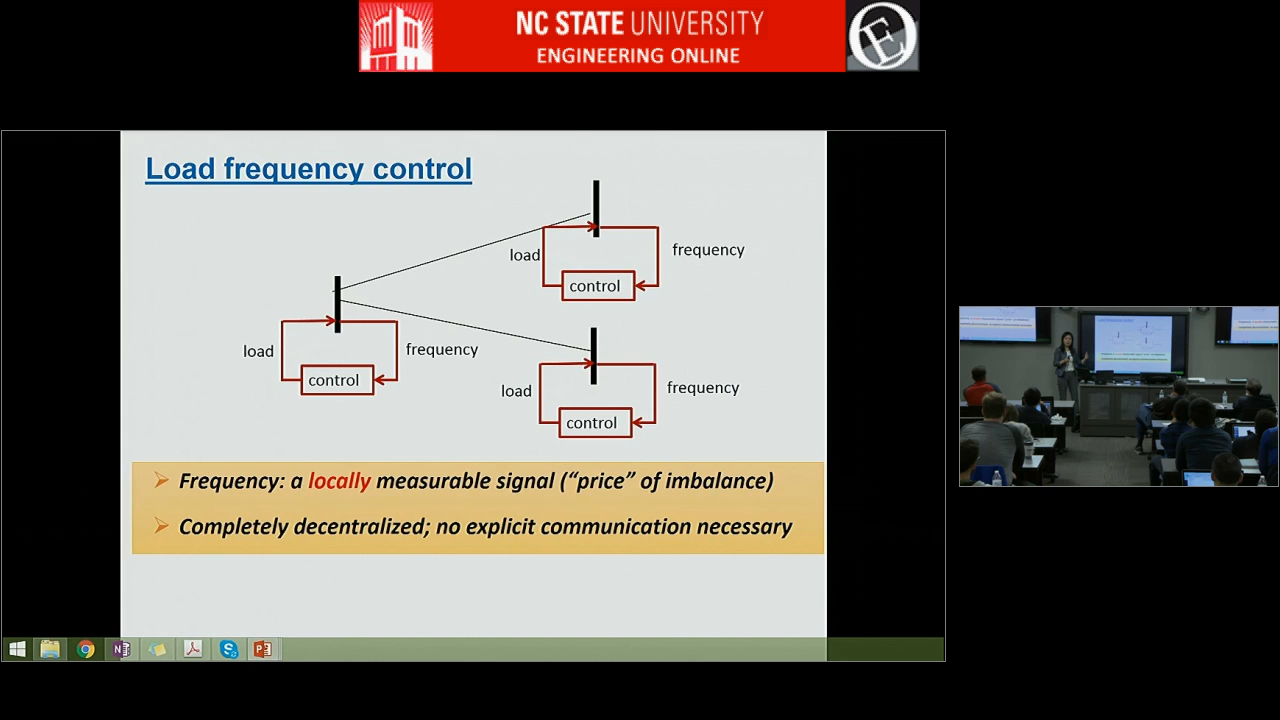 NC STATE UNIVERSITY
ENGINEERING ONLINE
Load frequency control
load
frequency
control
load
frequency
control
load
frequency
control
Frequency: a locally measurable signal (“price” of imbalance)
Completely decentralized; no explicit communication necessary